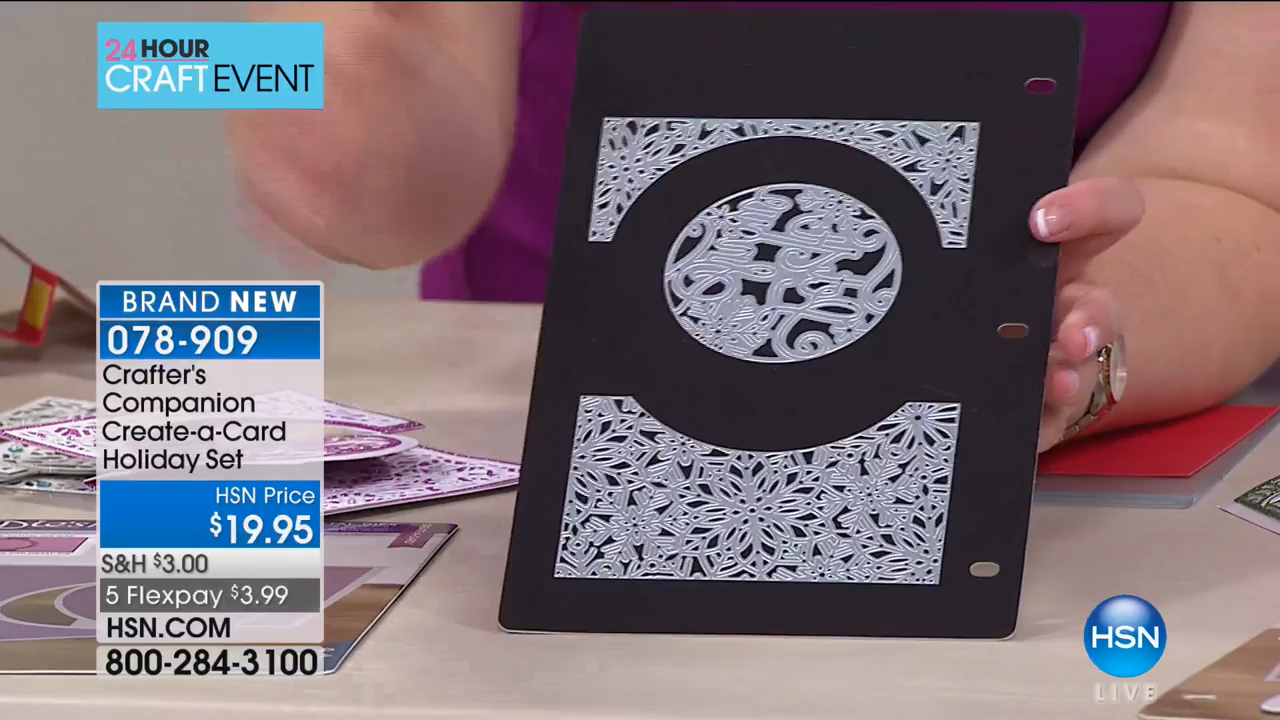 24 HOUR
CRAFT EVENT
BRAND NEW
078-909
Crafter's
Companion
Create-a-Card
Holiday Set
HSN Price
$19.95
S&H $3.00
5 Flexpay $3.99
HSN.COM
800-284-3100
HSN
LIVE